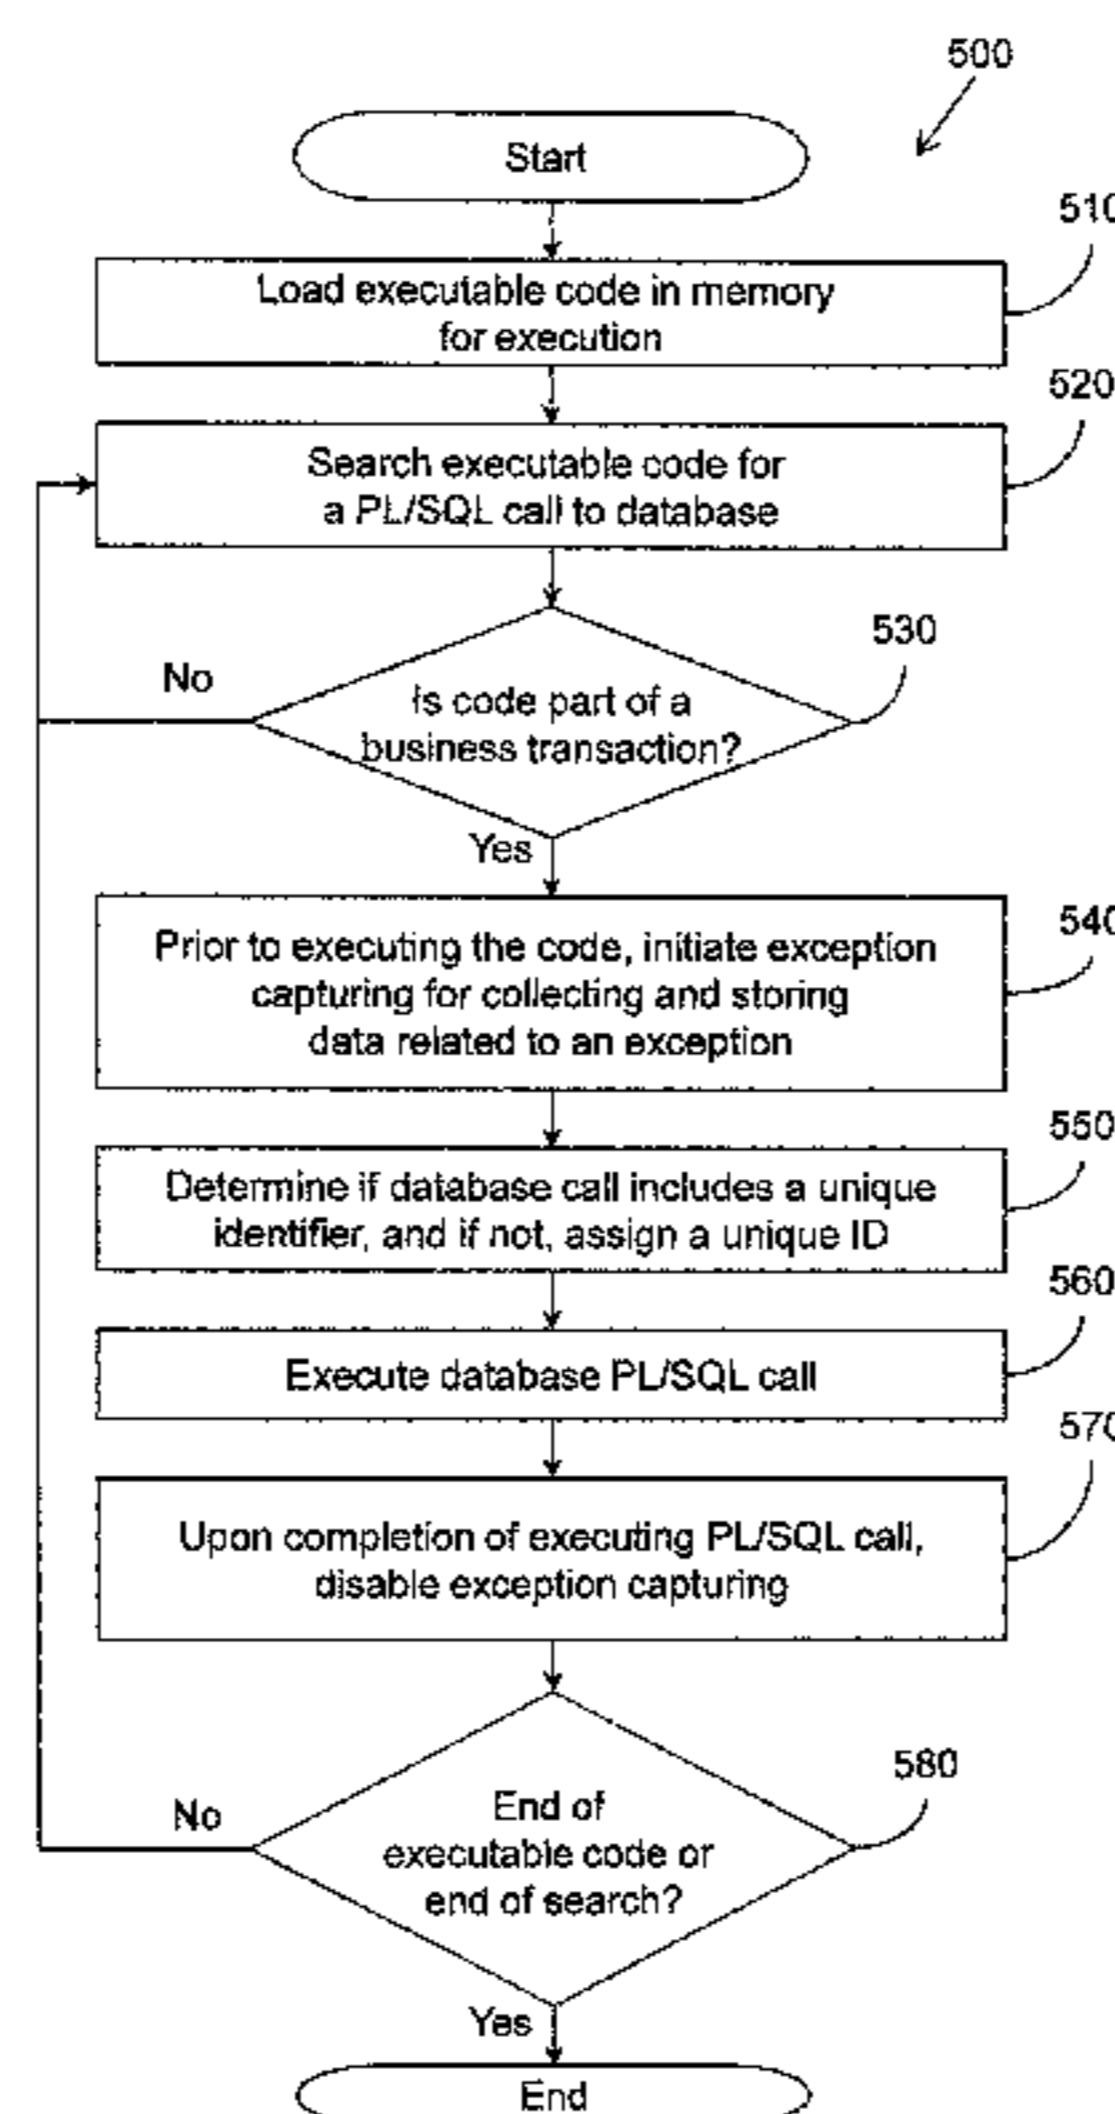 500
Start
510
Load executable code in memory
for execution
520
Search executable code for
a PL/SQL call to database
530
No
Is code part of a
business transaction?
Yes
540
Prior to executing the code, initiate exception
capturing for collecting and storing
data related to an exception
550
Determine if database call includes a unique
identifier, and if not, assign a unique ID
560
Execute database PL/SQL call
570
Upon completion of executing PL/SQL call,
disable exception capturing
580
No
End of
executable code or
end of search?
Yes
End